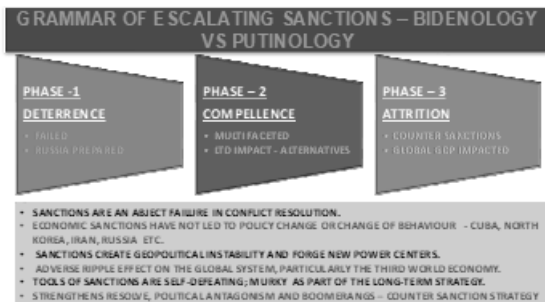 GRAMMAR OF ESCALATING SANCTIONS – BIDENOLOGY
VS PUTINOLOGY
PHASE -1
DETERRENCE
• FAILED
• RUSSIA PREPARED
PHASE – 2
COMPELLENCE
• MULTIFACETED
• LTD IMPACT - ALTERNATIVES
PHASE – 3
ATTRITION
• COUNTER SANCTIONS
• GLOBAL GDP IMPACTED
• SANCTIONS ARE AN ABJECT FAILURE IN CONFLICT RESOLUTION.
• ECONOMIC SANCTIONS HAVE NOT LED TO POLICY CHANGE OR CHANGE OF BEHAVIOUR - CUBA, NORTH
KOREA, IRAN, RUSSIA ETC.
• SANCTIONS CREATE GEOPOLITICAL INSTABILITY AND FORGE NEW POWER CENTERS.
• ADVERSE RIPPLE EFFECT ON THE GLOBAL SYSTEM, PARTICULARLY THE THIRD WORLD ECONOMY.
• TOOLS OF SANCTIONS ARE SELF-DEFEATING; MURKY AS PART OF THE LONG-TERM STRATEGY.
• STRENGTHENS RESOLVE, POLITICAL ANTAGONISM AND BOOMERANGS – COUNTER SANCTION STRATEGY